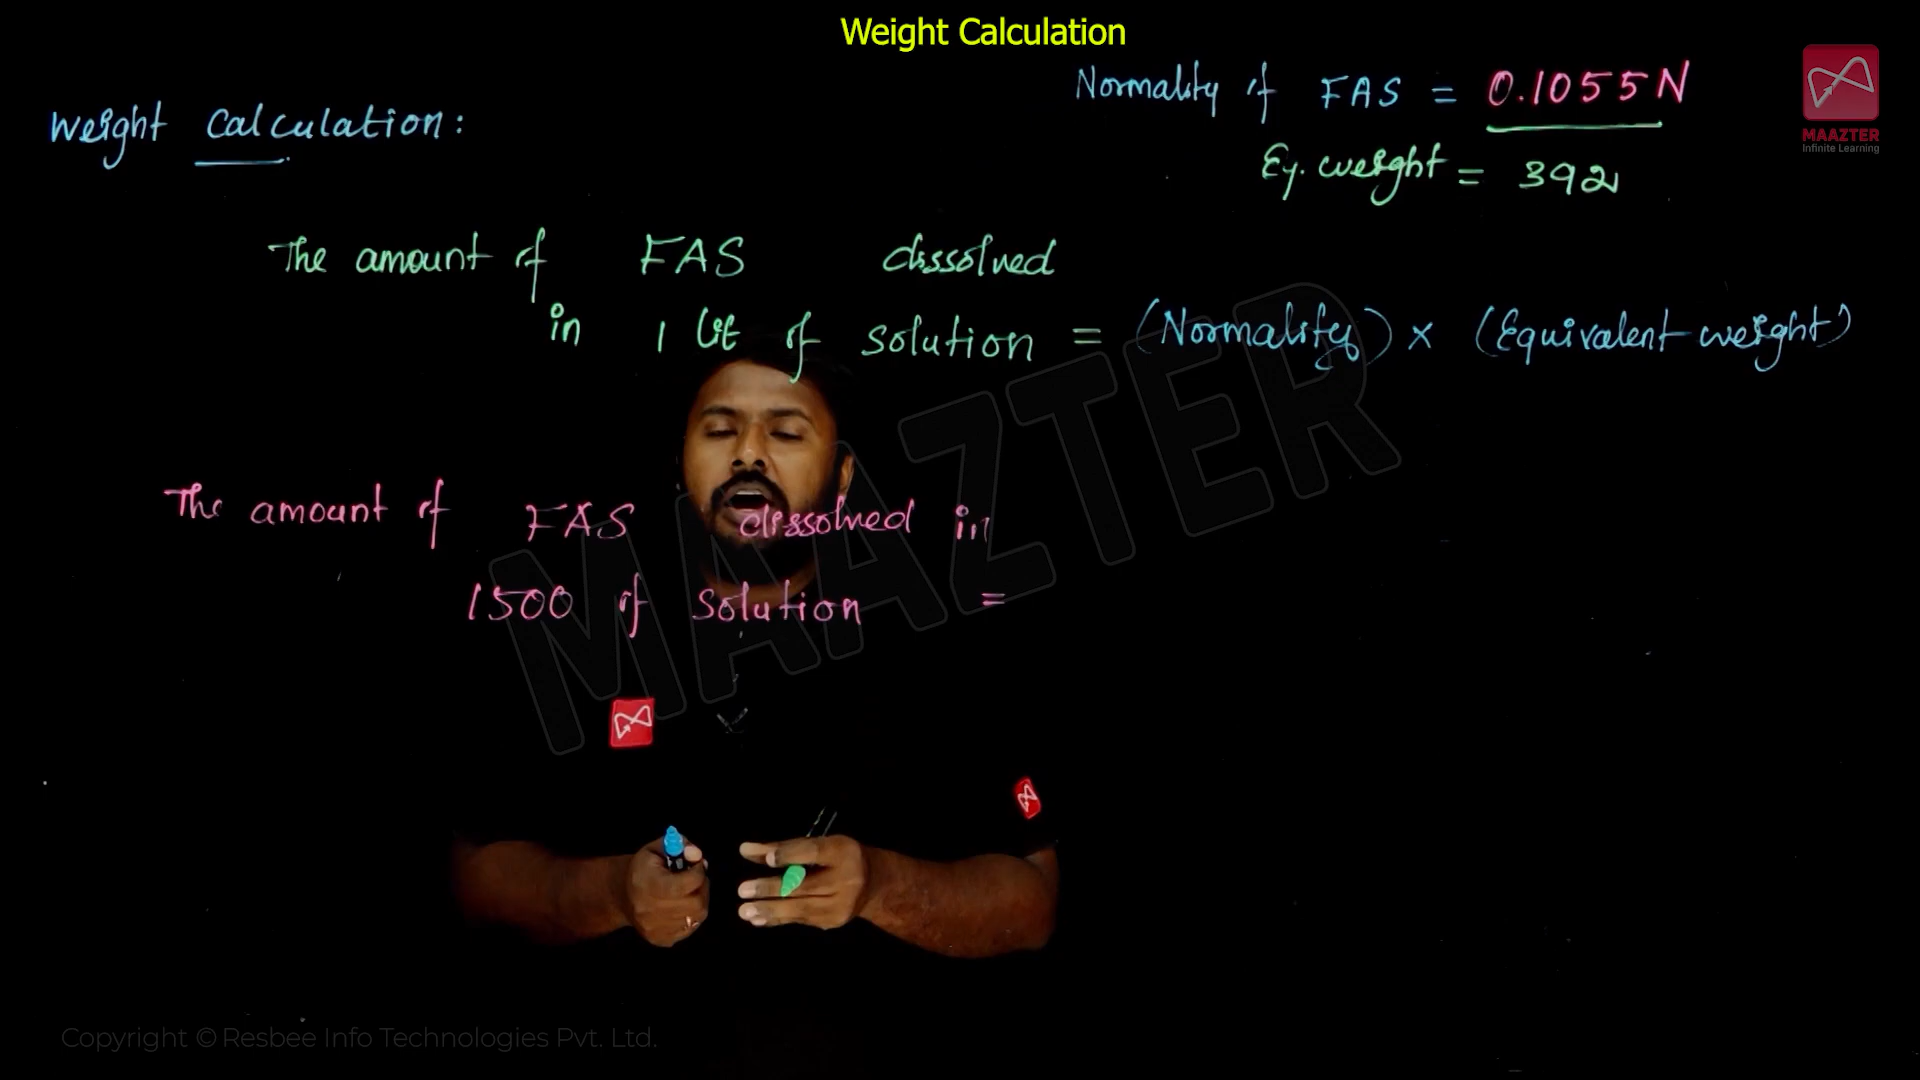 Weight Calculation
Normality of FAS = 0.1055N
MAAZTER
Infinite Learning
Weight Calculation:
Eq. weight = 392
The amount of FAS dissolved
in 1 lit of solution = (Normality) × (Equivalent weight)
MAAZTER
The amount of FAS dissolved in
1500 of solution =
Copyright © Resbee Info Technologies Pvt. Ltd.